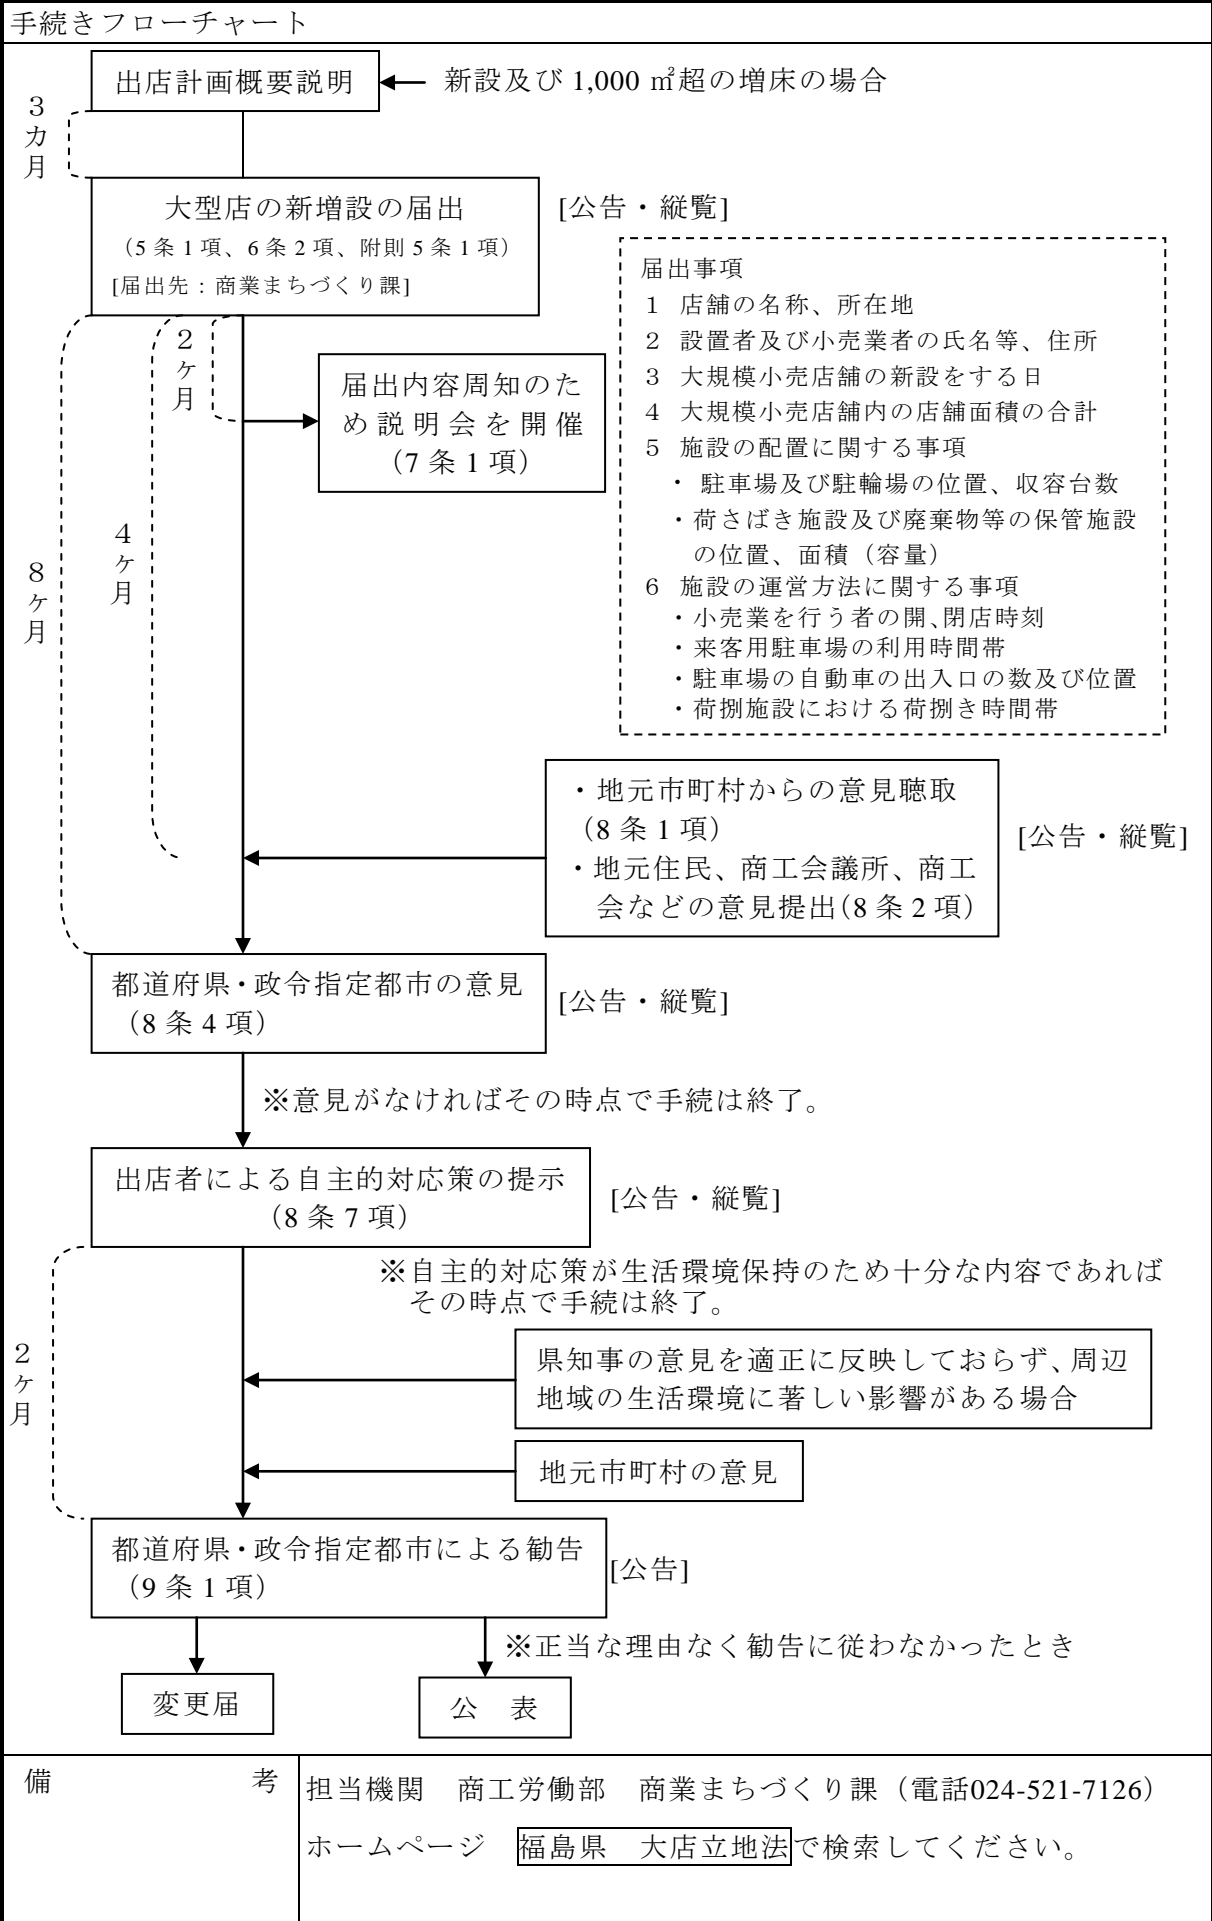 手続きフローチャート
出店計画概要説明
新設及び 1,000 ㎡超の増床の場合
3カ月
大型店の新増設の届出
（5 条 1 項、6 条 2 項、附則 5 条 1 項）
[届出先：商業まちづくり課]
[公告・縦覧]
届出事項
1 店舗の名称、所在地
2 設置者及び小売業者の氏名等、住所
3 大規模小売店舗の新設をする日
4 大規模小売店舗内の店舗面積の合計
5 施設の配置に関する事項
・ 駐車場及び駐輪場の位置、収容台数
・荷さばき施設及び廃棄物等の保管施設
の位置、面積（容量）
6 施設の運営方法に関する事項
・小売業を行う者の開、閉店時刻
・来客用駐車場の利用時間帯
・駐車場の自動車の出入口の数及び位置
・荷捌施設における荷捌き時間帯
2ヶ月
届出内容周知のた
め説明会を開催
（7 条 1 項）
4ヶ月
8ヶ月
・地元市町村からの意見聴取
（8 条 1 項）
・地元住民、商工会議所、商工
会などの意見提出（8 条 2 項）
[公告・縦覧]
都道府県・政令指定都市の意見
（8 条 4 項）
[公告・縦覧]
※意見がなければその時点で手続は終了。
出店者による自主的対応策の提示
（8 条 7 項）
[公告・縦覧]
※自主的対応策が生活環境保持のため十分な内容であれば
その時点で手続は終了。
2ヶ月
県知事の意見を適正に反映しておらず、周辺
地域の生活環境に著しい影響がある場合
地元市町村の意見
都道府県・政令指定都市による勧告
（9 条 1 項）
[公告]
※正当な理由なく勧告に従わなかったとき
変更届
公 表
備 考
担当機関 商工労働部 商業まちづくり課（電話024-521-7126）
ホームページ 福島県 大店立地法で検索してください。